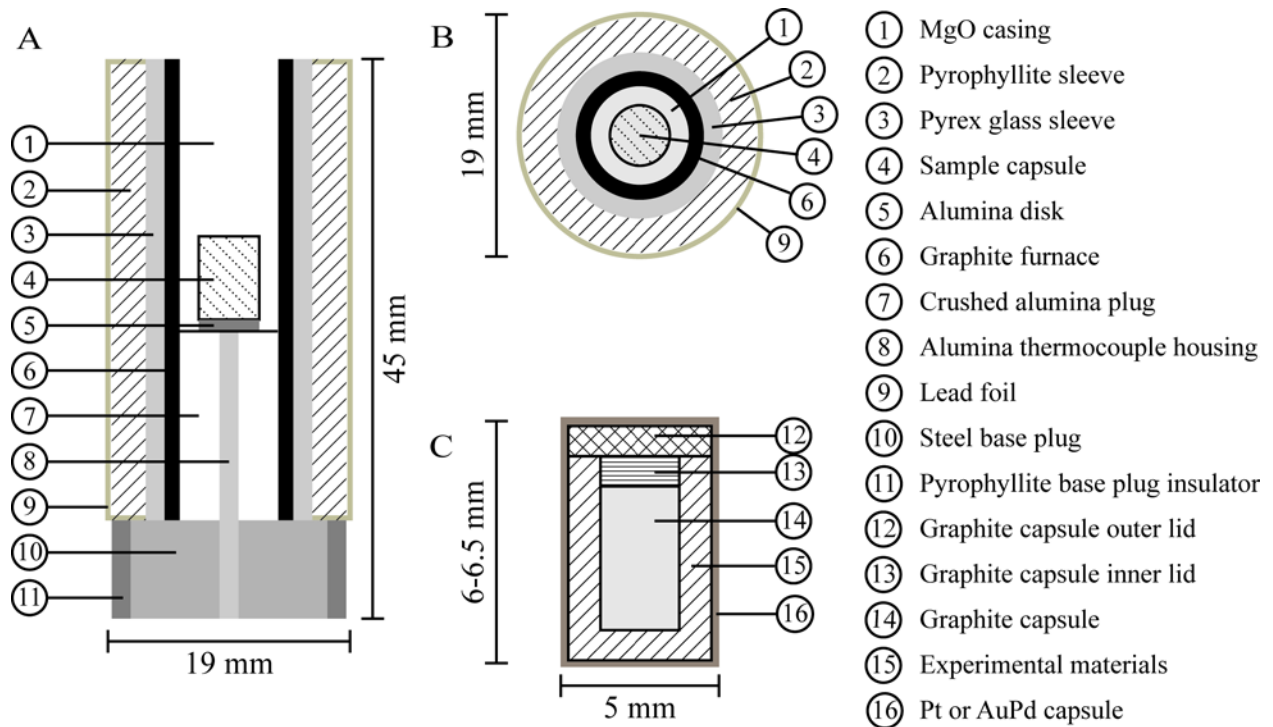 A
1
2
3
4
5
6
7
8
9
10
11
45 mm
19 mm
B
19 mm
1
2
3
4
6
9
C
6-6.5 mm
5 mm
12
13
14
15
16
1 MgO casing
2 Pyrophyllite sleeve
3 Pyrex glass sleeve
4 Sample capsule
5 Alumina disk
6 Graphite furnace
7 Crushed alumina plug
8 Alumina thermocouple housing
9 Lead foil
10 Steel base plug
11 Pyrophyllite base plug insulator
12 Graphite capsule outer lid
13 Graphite capsule inner lid
14 Graphite capsule
15 Experimental materials
16 Pt or AuPd capsule